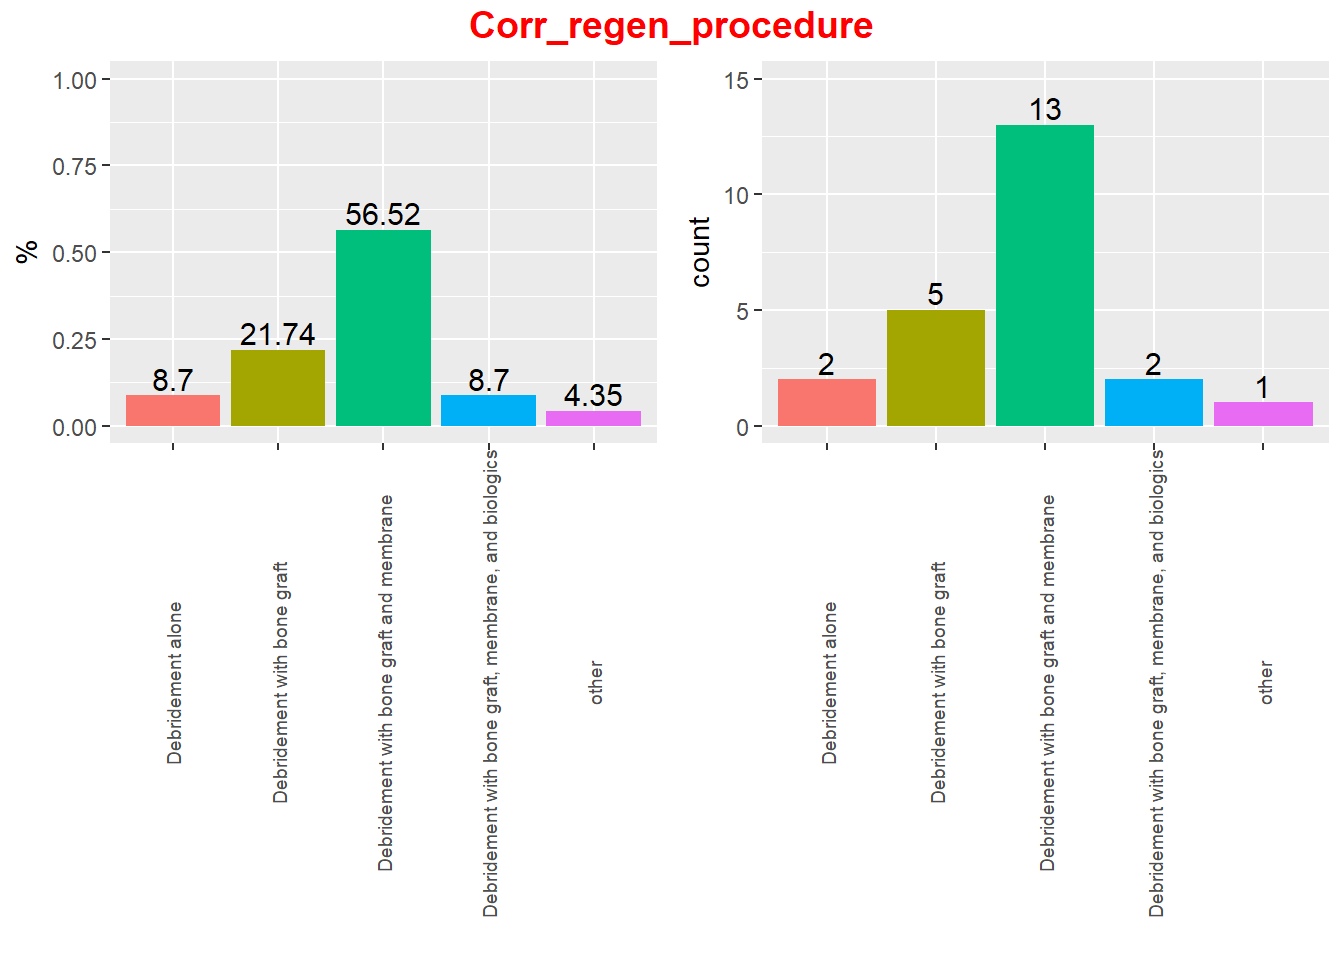 Corr_regen_procedure
%
1.00
0.75
0.50
0.25
0.00
8.7
21.74
56.52
8.7
4.35
Debridement alone
Debridement with bone graft
Debridement with bone graft and membrane
Debridement with bone graft, membrane, and biologics
other
count
15
10
5
0
2
5
13
2
1
Debridement alone
Debridement with bone graft
Debridement with bone graft and membrane
Debridement with bone graft, membrane, and biologics
other